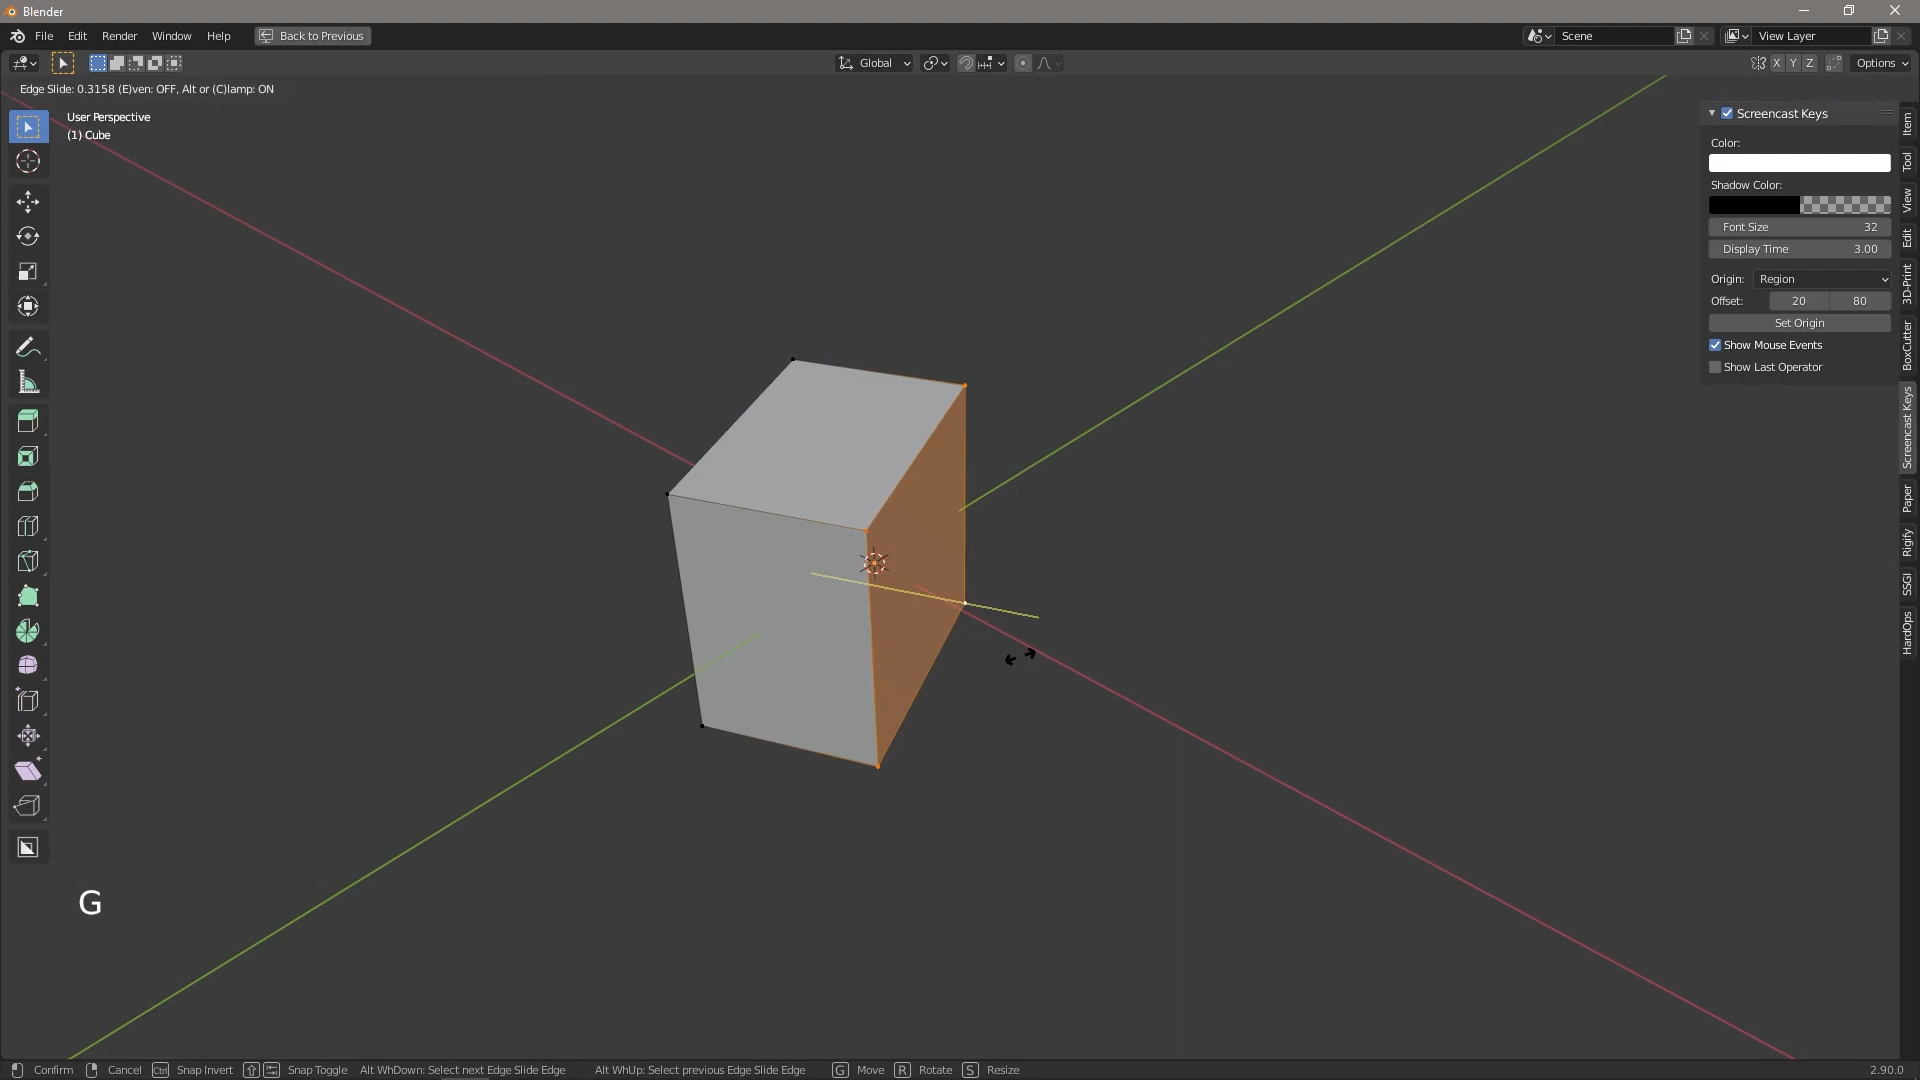 Blender
File Edit Render Window Help Back to Previous
Scene
View Layer
Global
X Y Z
Options
Edge Slide: 0.3158 (E)ven: OFF, Alt or (C)lamp: ON
User Perspective
(1) Cube
Screencast Keys
Color:
Shadow Color:
Font Size 32
Display Time 3.00
Origin: Region
Offset: 20 80
Set Origin
Show Mouse Events
Show Last Operator
Item
Tool
View
Edit
3D-Print
BoxCutter
Screencast Keys
Paper
Rigify
SSGI
HardOps
G
Confirm Cancel Ctrl Snap Invert Snap Toggle Alt WhDown: Select next Edge Slide Edge Alt WhUp: Select previous Edge Slide Edge G Move R Rotate S Resize
2.90.0